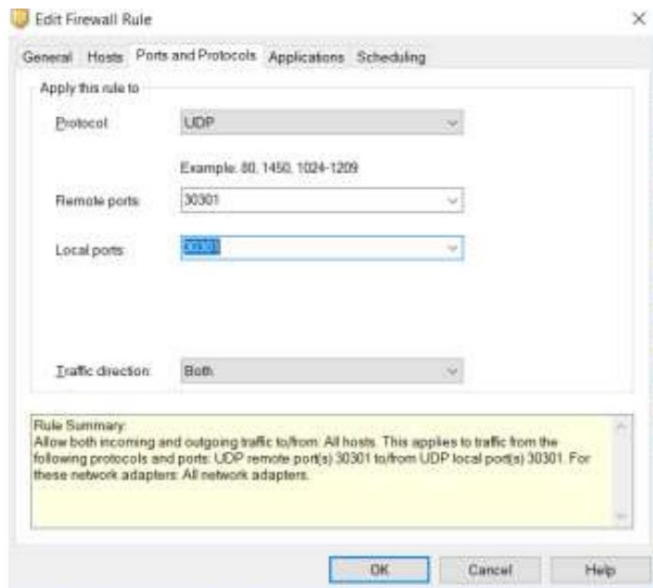 Edit Firewall Rule
General Hosts Ports and Protocols Applications Scheduling
Apply this rule to
Protocol UDP
Example: 80, 1450, 1024-1209
Remote ports 30301
Local ports 30301
Traffic direction: Both
Rule Summary:
Allow both incoming and outgoing traffic to/from: All hosts. This applies to traffic from the
following protocols and ports: UDP remote port(s) 30301 to/from UDP local port(s) 30301. For
these network adapters: All network adapters.
OK Cancel Help